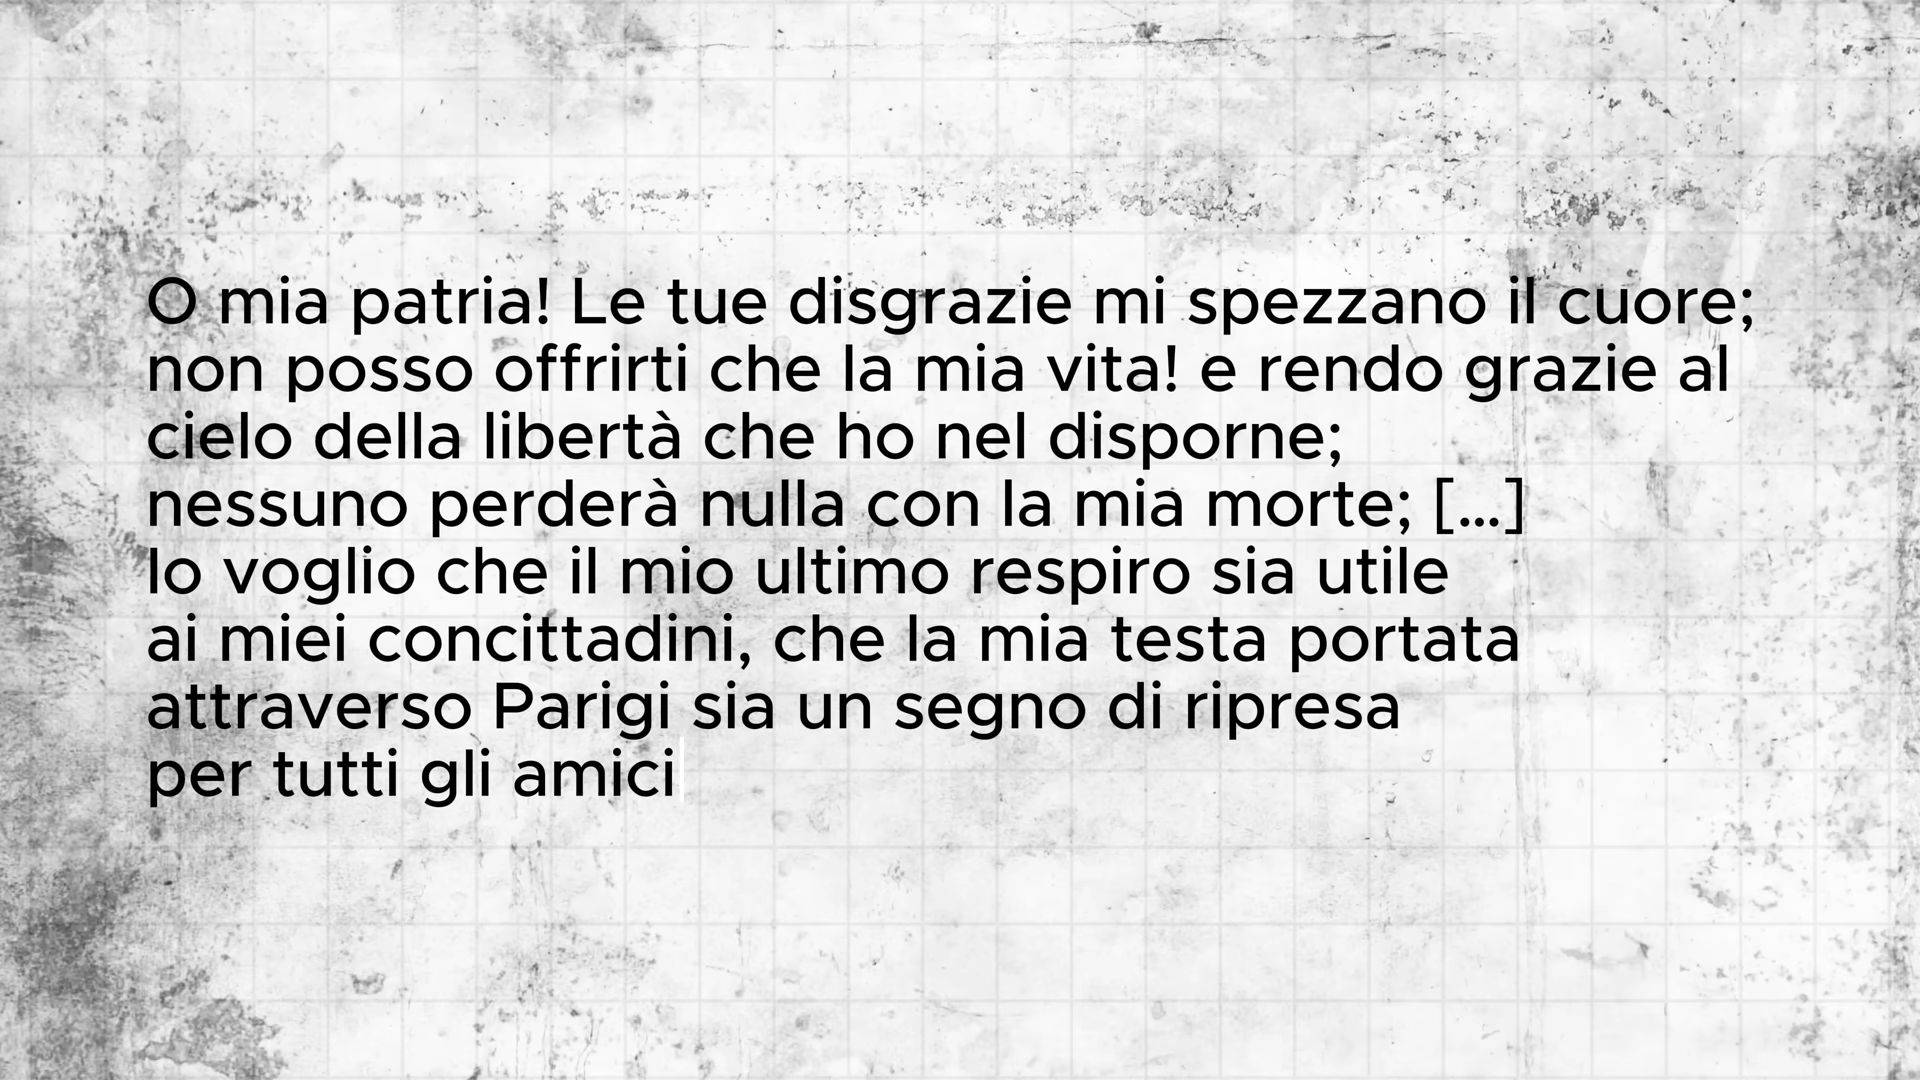 O mia patria! Le tue disgrazie mi spezzano il cuore;
non posso offrirti che la mia vita! e rendo grazie al
cielo della libertà che ho nel disporne;
nessuno perderà nulla con la mia morte; [...]
Io voglio che il mio ultimo respiro sia utile
ai miei concittadini, che la mia testa portata
attraverso Parigi sia un segno di ripresa
per tutti gli amici